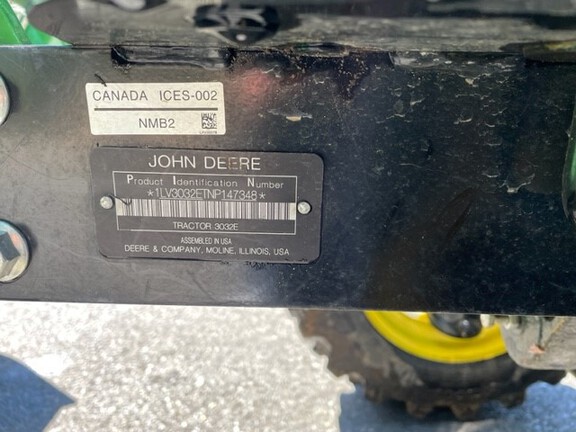 CANADA ICES-002
NMB2
JOHN DEERE
Product Identification Number
*1LV3032ETNP147348*
TRACTOR 3032E
ASSEMBLED IN USA
DEERE & COMPANY, MOLINE, ILLINOIS, USA